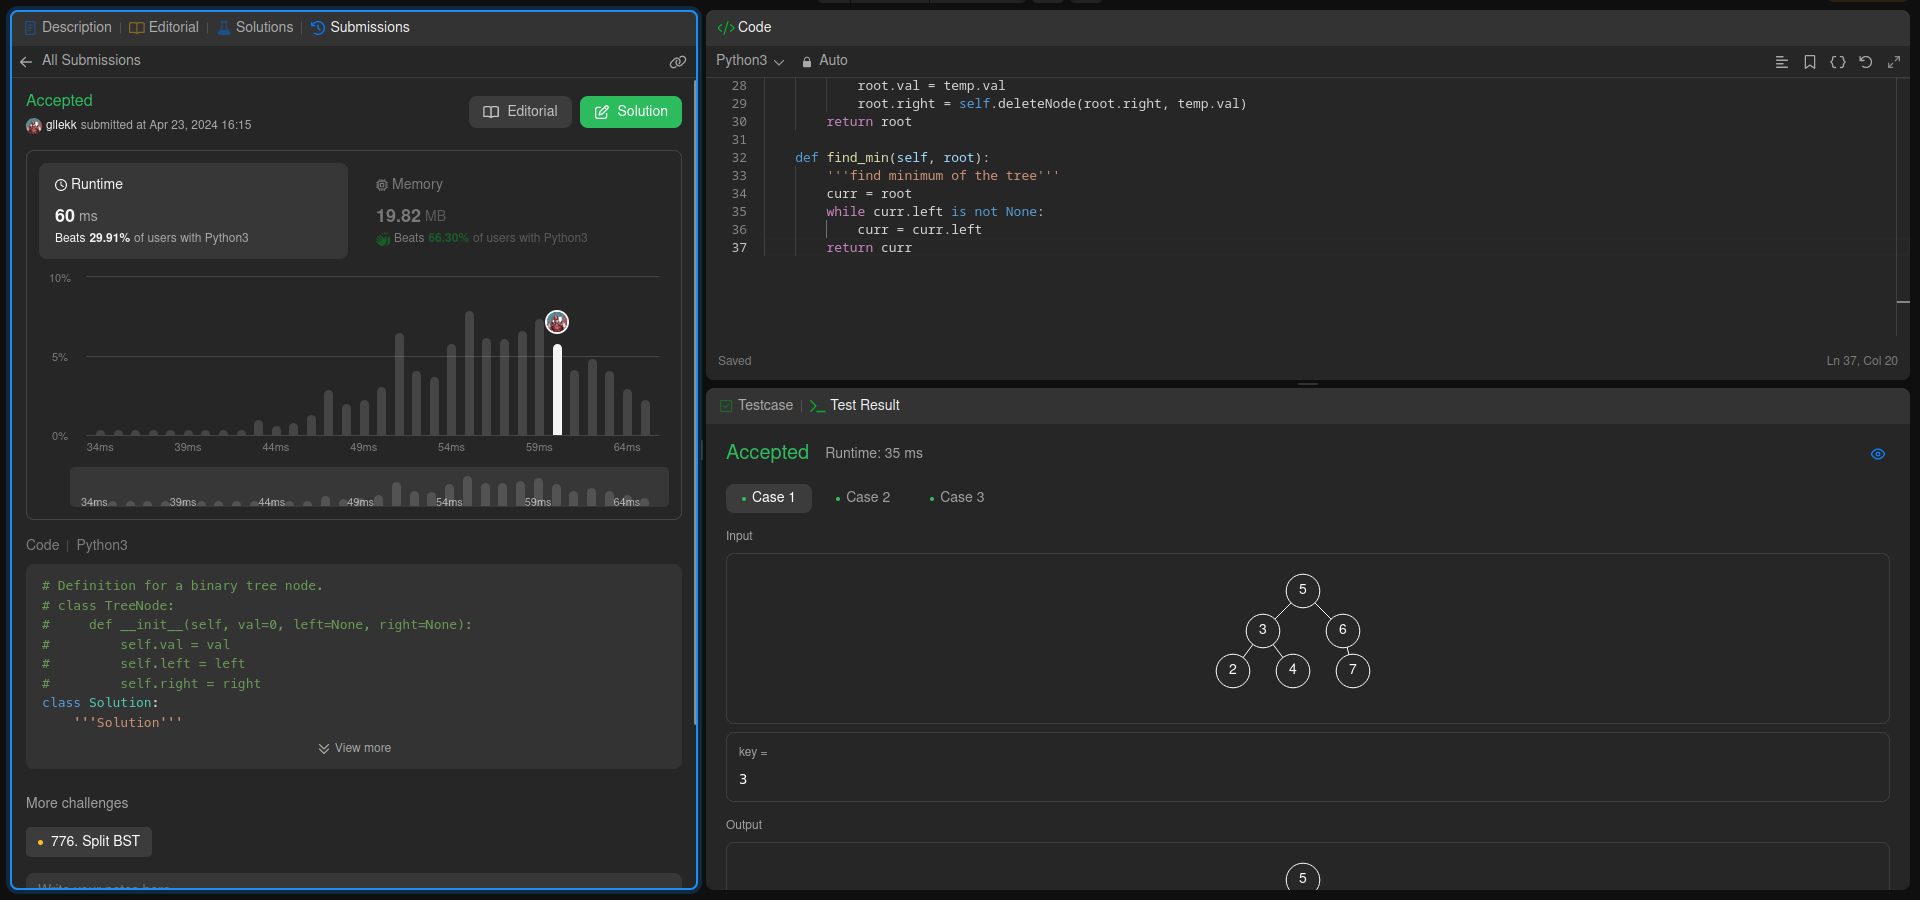 Description
Editorial
Solutions
Submissions
All Submissions
Accepted
gllekk submitted at Apr 23, 2024 16:15
Editorial
Solution
Runtime
60 ms
Beats 29.91% of users with Python3
Memory
19.82 MB
Beats 66.30% of users with Python3
10%
5%
0%
34ms 39ms 44ms 49ms 54ms 59ms 64ms
34ms 39ms 44ms 49ms 54ms 59ms 64ms
Code | Python3
# Definition for a binary tree node.
# class TreeNode:
#     def __init__(self, val=0, left=None, right=None):
#         self.val = val
#         self.left = left
#         self.right = right
class Solution:
    '''Solution'''
View more
More challenges
776. Split BST
Write your notes here
</> Code
Python3
Auto
28             root.val = temp.val
29             root.right = self.deleteNode(root.right, temp.val)
30         return root
31
32     def find_min(self, root):
33         '''find minimum of the tree'''
34         curr = root
35         while curr.left is not None:
36             curr = curr.left
37         return curr
Saved
Ln 37, Col 20
Testcase
Test Result
Accepted
Runtime: 35 ms
Case 1
Case 2
Case 3
Input
5
3 6
2 4 7
key =
3
Output
5